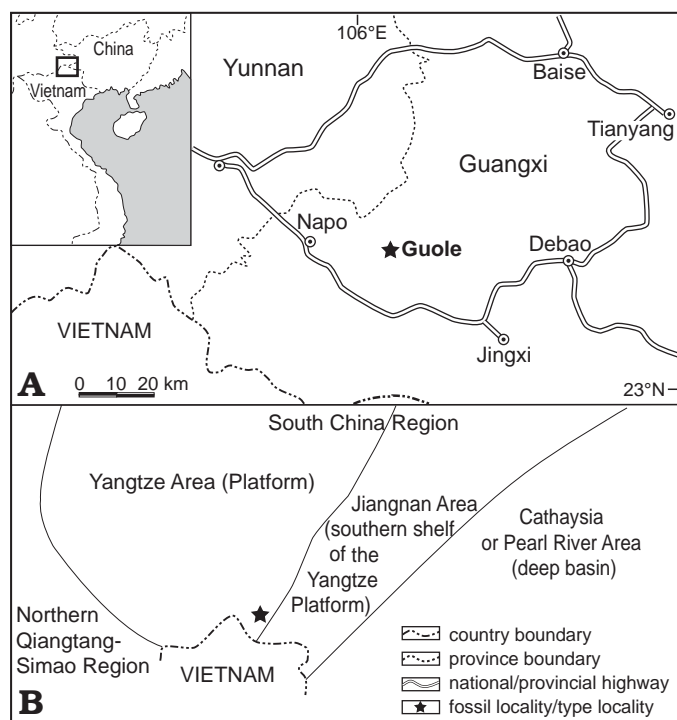 106°E
China
Vietnam
Yunnan
Baise
Tianyang
Guangxi
Napo
Guole
Debao
VIETNAM
Jingxi
0 10 20 km
A
23°N
South China Region
Yangtze Area (Platform)
Jiangnan Area
(southern shelf
of the
Yangtze
Platform)
Cathaysia
or Pearl River Area
(deep basin)
Northern
Qiangtang-
Simao Region
VIETNAM
B
country boundary
province boundary
national/provincial highway
fossil locality/type locality